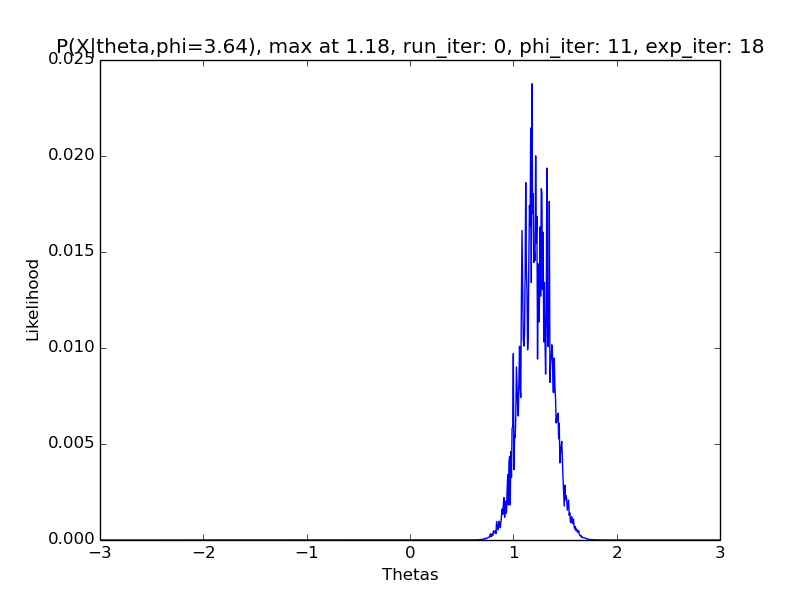 P(X|theta,phi=3.64), max at 1.18, run_iter: 0, phi_iter: 11, exp_iter: 18
0.025
0.020
0.015
0.010
0.005
0.000
Likelihood
−3 −2 −1 0 1 2 3
Thetas